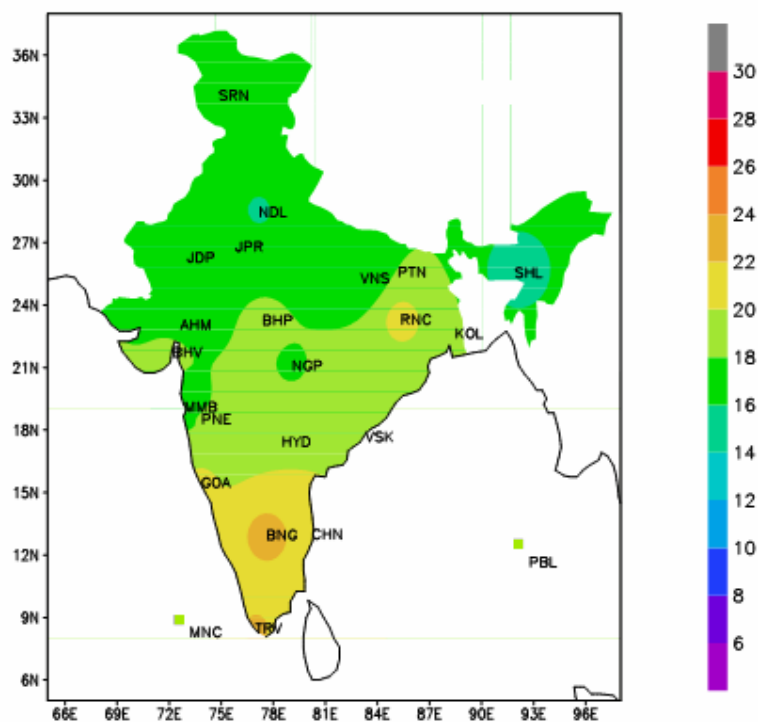 36N
33N
30N
27N
24N
21N
18N
15N
12N
9N
6N
SRN
NDL
JPR
JDP
VNS
PTN
SHL
AHM
BHP
RNC
KOL
BHV
NGP
MMB
PNE
HYD
VSK
GOA
BNG
CHN
PBL
MNC
TRV
66E 69E 72E 75E 78E 81E 84E 87E 90E 93E 96E
30
28
26
24
22
20
18
16
14
12
10
8
6